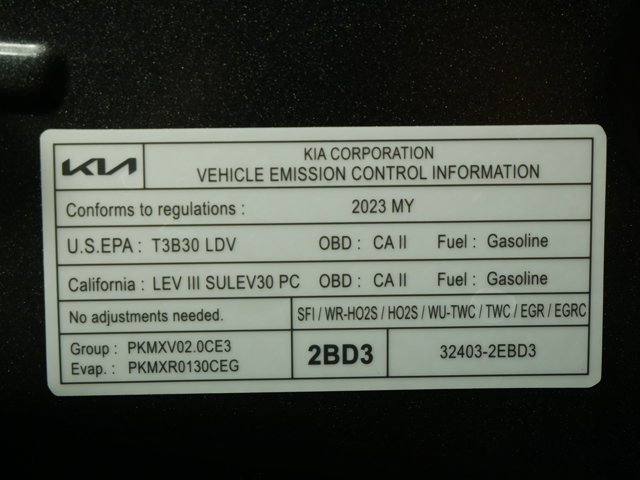 KIA
KIA CORPORATION
VEHICLE EMISSION CONTROL INFORMATION
Conforms to regulations : 2023 MY
U.S.EPA : T3B30 LDV OBD : CA II Fuel : Gasoline
California : LEV III SULEV30 PC OBD : CA II Fuel : Gasoline
No adjustments needed. SFI / WR-HO2S / HO2S / WU-TWC / TWC / EGR / EGRC
Group : PKMXV02.0CE3
Evap. : PKMXR0130CEG
2BD3
32403-2EBD3